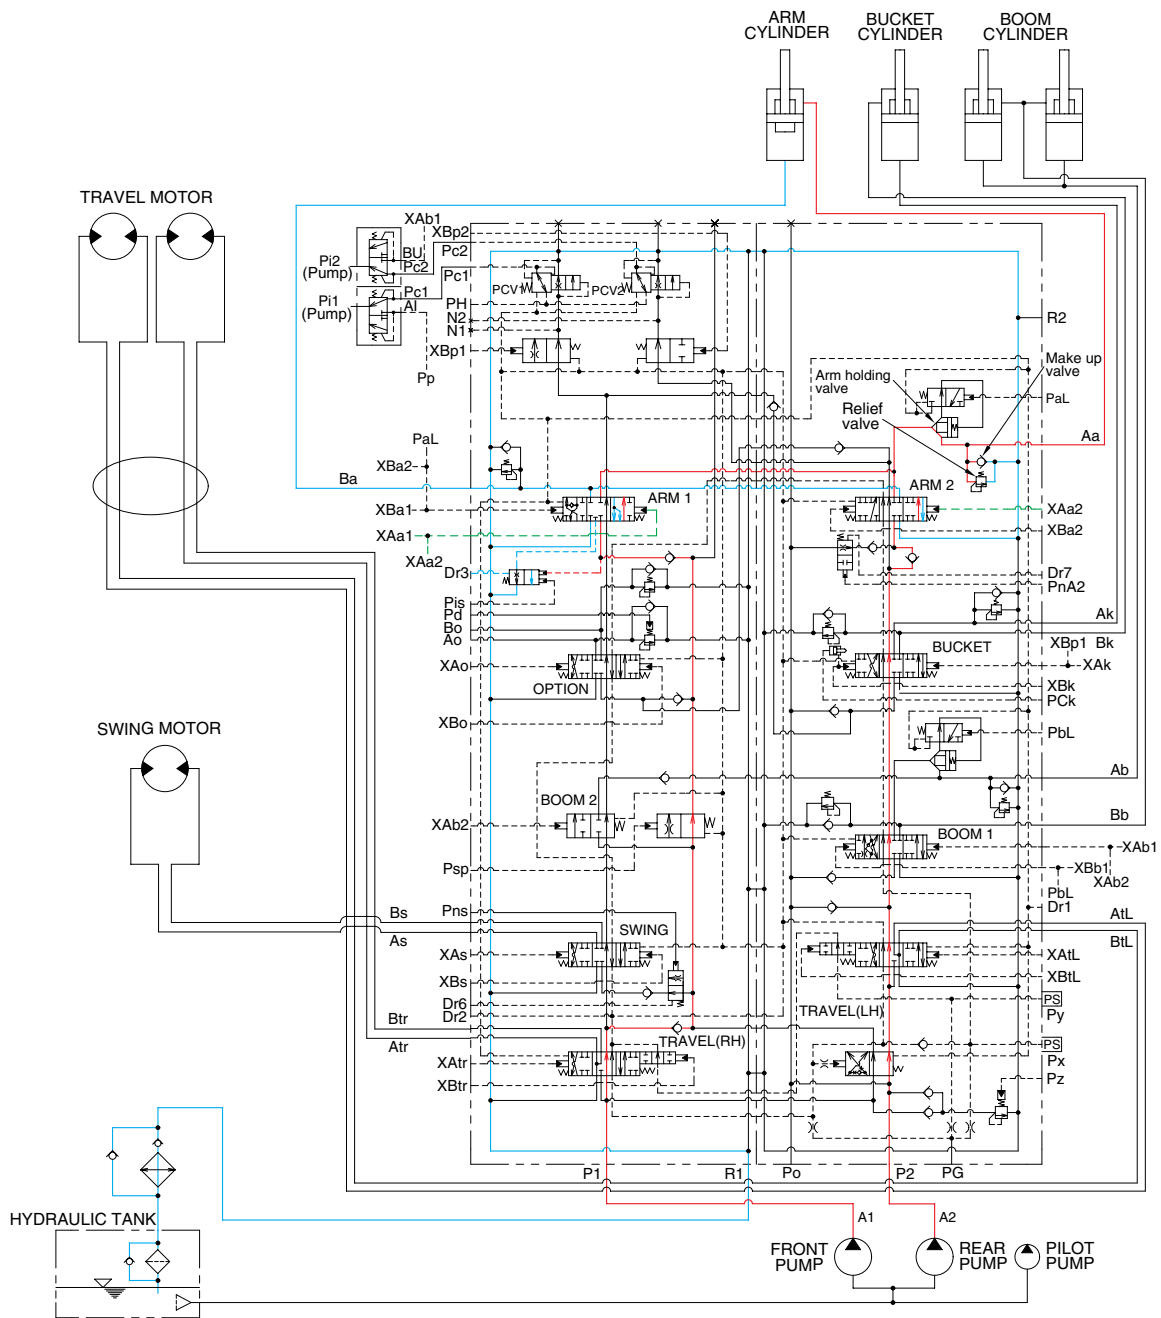 ARM
CYLINDER
BUCKET
CYLINDER
BOOM
CYLINDER
TRAVEL MOTOR
XAb1
XBp2
Pc2
Pi2
(Pump)
BU
Pc2
Pc1
Pi1
(Pump)
Pc1
AI
PCV1
PCV2
PH
N2
N1
XBp1
Pp
R2
Make up
valve
Arm holding
valve
Relief
valve
PaL
Aa
PaL
XBa2
Ba
XBa1
ARM 1
ARM 2
XAa1
XAa2
XAa2
XBa2
Dr3
Dr7
PnA2
Pis
Pd
Bo
Ao
Ak
XBp1 Bk
XAo
OPTION
BUCKET
XAk
XBk
PCk
XBo
PbL
SWING MOTOR
Ab
BOOM 2
Bb
XAb2
BOOM 1
XAb1
XBb1
XAb2
Psp
PbL
Dr1
Pns
Bs
As
SWING
AtL
BtL
XAs
XAtL
XBs
XBtL
Dr6
Dr2
TRAVEL(LH)
PS
Py
Btr
Atr
TRAVEL(RH)
PS
Px
XAtr
XBtr
Pz
P1
R1
Po
P2
PG
HYDRAULIC TANK
A1
A2
FRONT
PUMP
REAR
PUMP
PILOT
PUMP